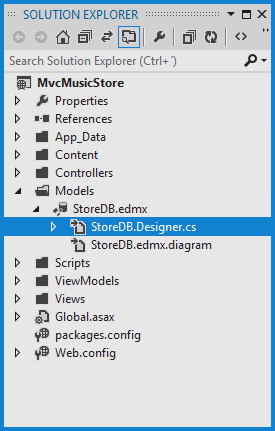 SOLUTION EXPLORER
Search Solution Explorer (Ctrl+´)
MvcMusicStore
Properties
References
App_Data
Content
Controllers
Models
StoreDB.edmx
StoreDB.Designer.cs
StoreDB.edmx.diagram
Scripts
ViewModels
Views
Global.asax
packages.config
Web.config